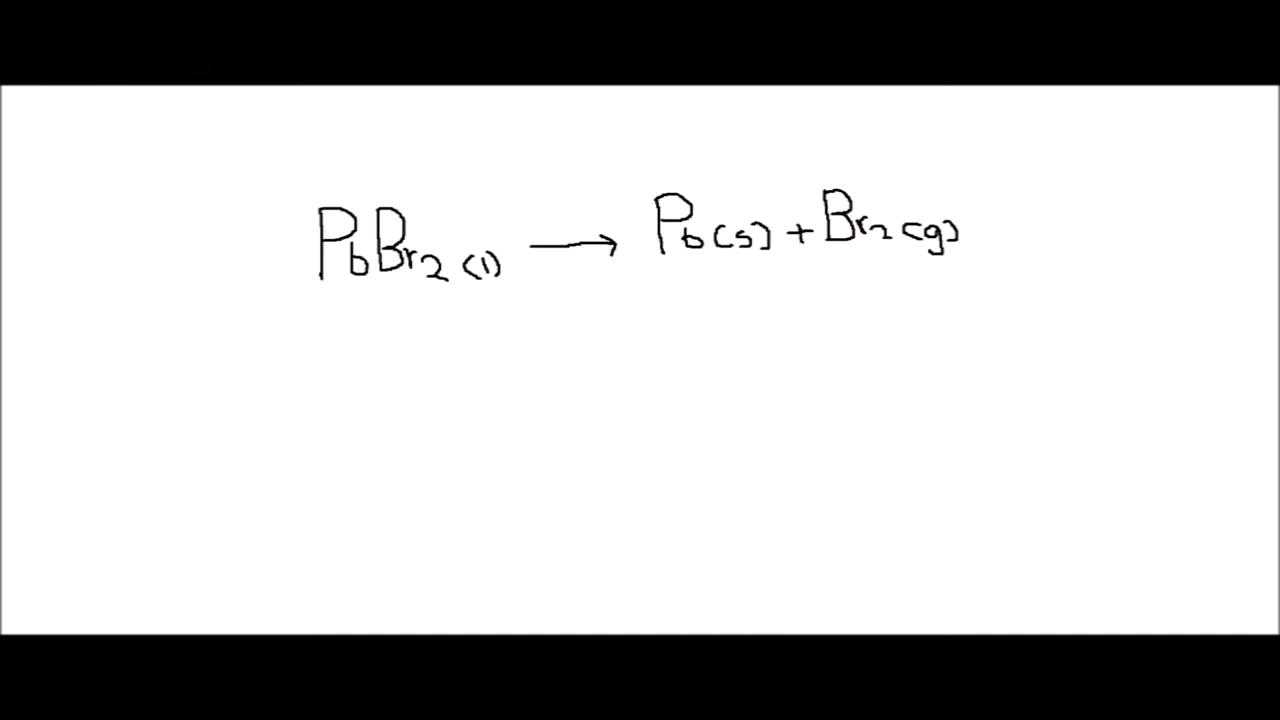 PbBr2 (l) → Pb(s) + Br2 (g)